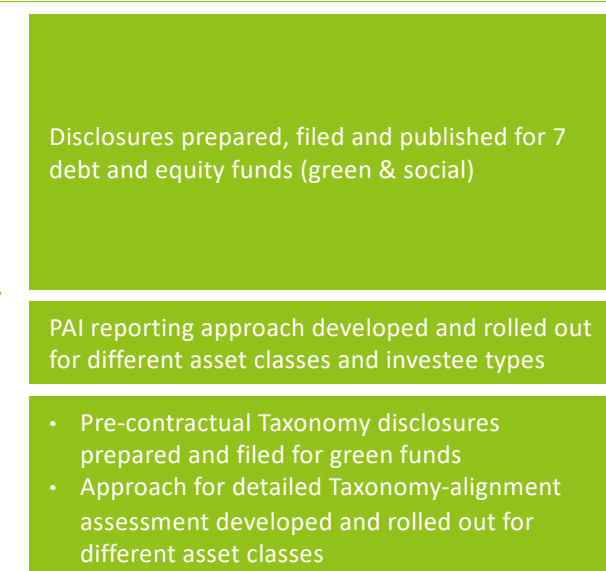 Disclosures prepared, filed and published for 7
debt and equity funds (green & social)
PAI reporting approach developed and rolled out
for different asset classes and investee types
• Pre-contractual Taxonomy disclosures
prepared and filed for green funds
• Approach for detailed Taxonomy-alignment
assessment developed and rolled out for
different asset classes